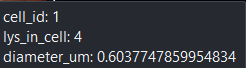 cell_id: 1
lys_in_cell: 4
diameter_um: 0.6037747859954834